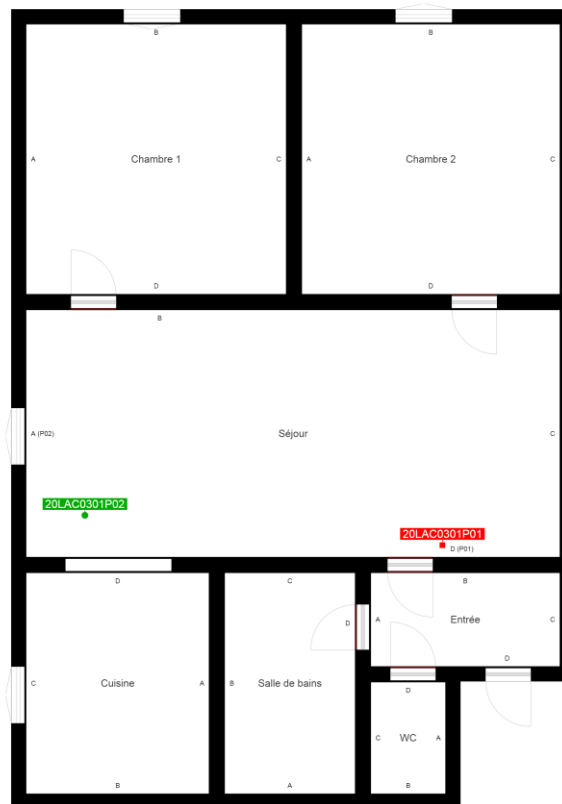 B
B
A
Chambre 1
C
A
Chambre 2
C
D
D
B
A (P02)
Séjour
C
20LAC0301P02
20LAC0301P01
D (P01)
D
C
B
A
Entrée
C
D
D
C
Cuisine
A
B
Salle de bains
D
C
WC
A
B
A
B